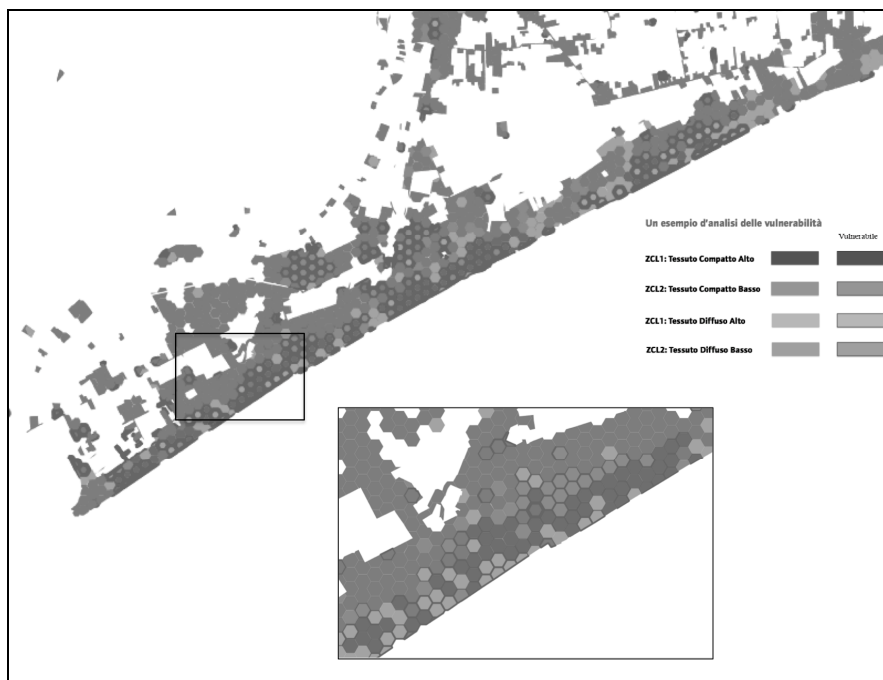 Un esempio d'analisi delle vulnerabilità
Vulnerabile
ZCL1: Tessuto Compatto Alto
ZCL2: Tessuto Compatto Basso
ZCL1: Tessuto Diffuso Alto
ZCL2: Tessuto Diffuso Basso